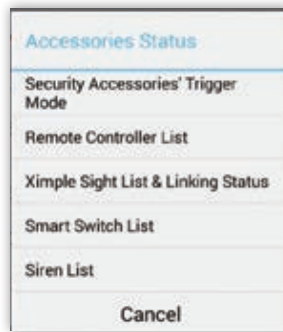 Accessories Status
Security Accessories' Trigger
Mode
Remote Controller List
Ximple Sight List & Linking Status
Smart Switch List
Siren List
Cancel